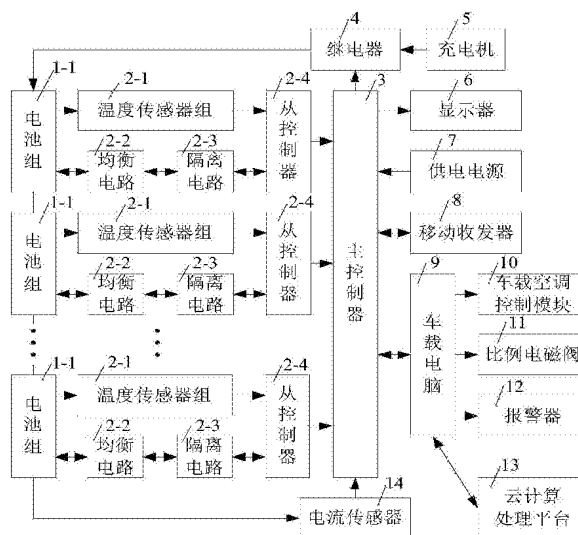 4
5
继电器
充电机
1-1
2-1
2-4
3
6
电池组
温度传感器组
从控制器
主控制器
显示器
2-2
2-3
均衡电路
隔离电路
7
供电电源
1-1
2-1
2-4
8
电池组
温度传感器组
从控制器
移动收发器
2-2
2-3
均衡电路
隔离电路
9
车载电脑
10
车载空调
控制模块
11
比例电磁阀
1-1
2-1
2-4
12
电池组
温度传感器组
从控制器
报警器
2-2
2-3
均衡电路
隔离电路
14
电流传感器
13
云计算
处理平台